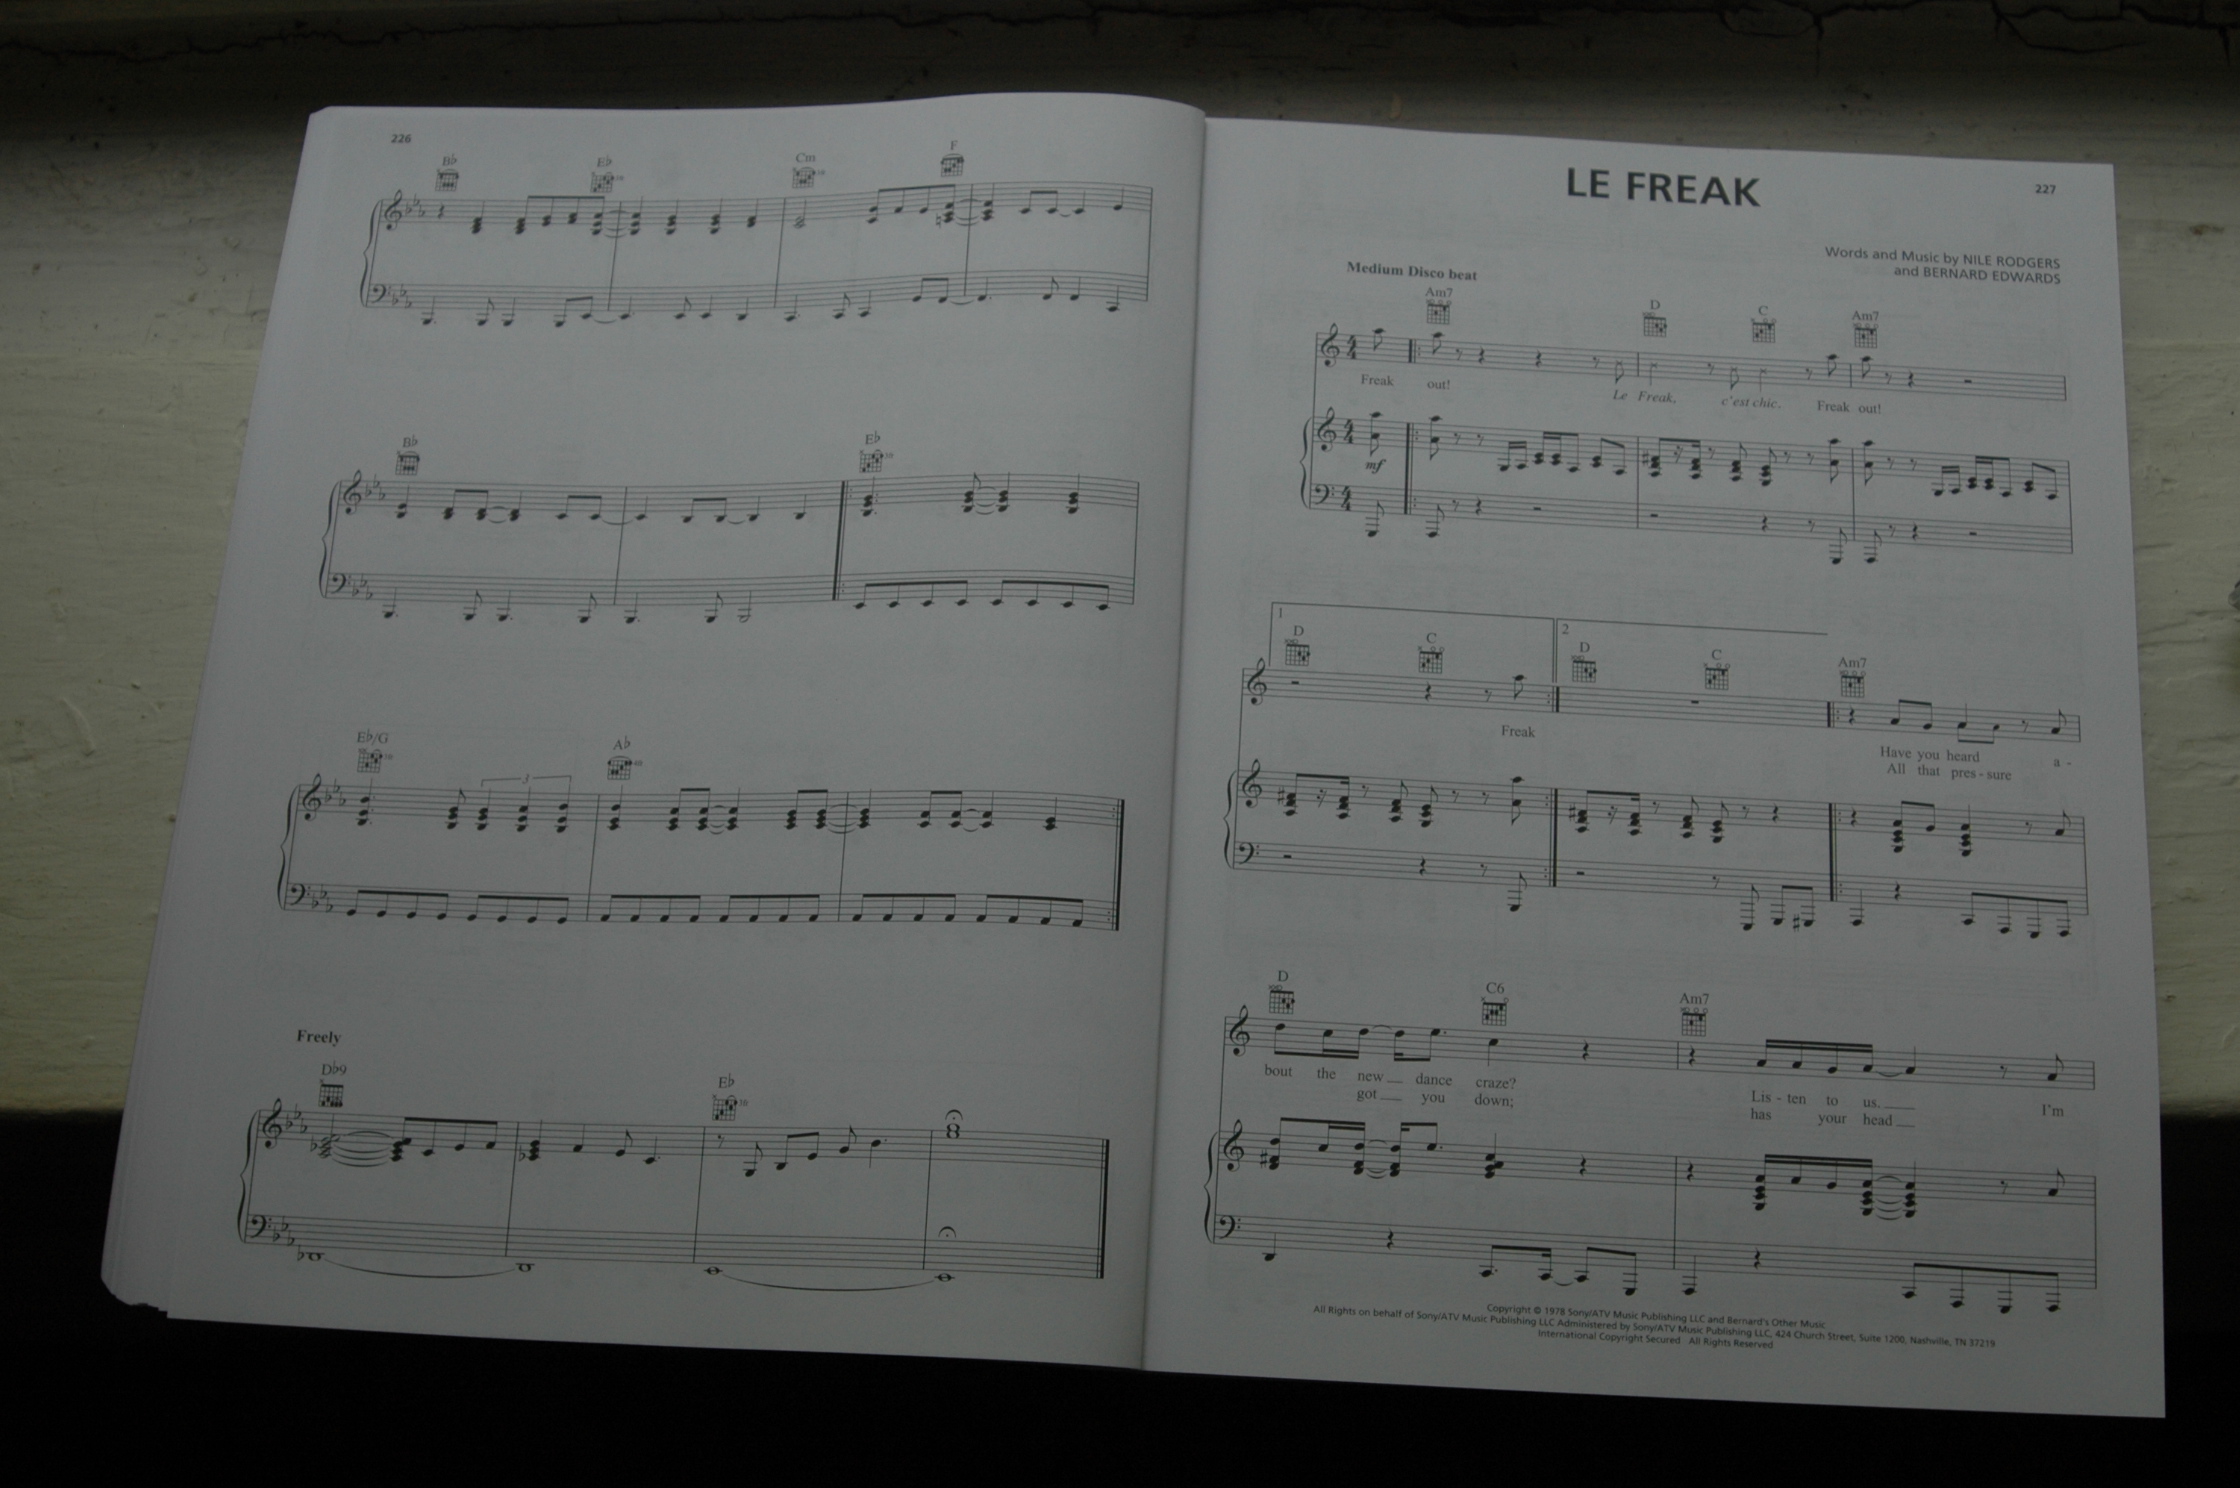 226
B♭ E♭ Cm F
B♭ E♭
E♭/G A♭
3
Freely
D♭9 E♭
LE FREAK
227
Words and Music by NILE RODGERS
and BERNARD EDWARDS
Medium Disco beat
Am7 D C Am7
Freak out! Le Freak, c'est chic. Freak out!
mf
1 2
D C D C Am7
Freak Have you heard a -
All that pres - sure
D C6 Am7
bout the new dance craze? Lis - ten to us. I'm
got you down; has your head
Copyright © 1978 Sony/ATV Music Publishing LLC and Bernard's Other Music
All Rights on behalf of Sony/ATV Music Publishing LLC Administered by Sony/ATV Music Publishing LLC, 424 Church Street, Suite 1200, Nashville, TN 37219
International Copyright Secured All Rights Reserved